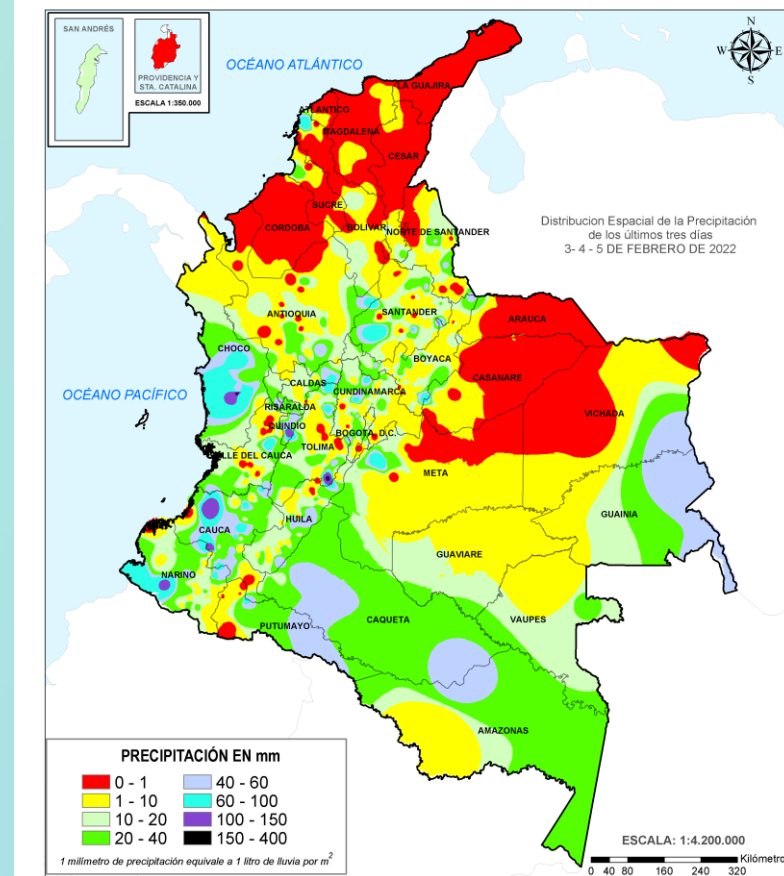 SAN ANDRÉS
PROVIDENCIA Y
STA. CATALINA
ESCALA 1:350.000
OCÉANO ATLÁNTICO
N
W
E
S
LA GUAJIRA
ATLANTICO
MAGDALENA
CESAR
SUCRE
CORDOBA
BOLIVAR
NORTE DE SANTANDER
Distribucion Espacial de la Precipitación
de los últimos tres días
3- 4 - 5 DE FEBRERO DE 2022
ANTIOQUIA
SANTANDER
ARAUCA
CHOCO
BOYACA
CASANARE
OCÉANO PACÍFICO
CALDAS
CUNDINAMARCA
RISARALDA
VICHADA
QUINDIO
BOGOTA, D.C.
TOLIMA
VALLE DEL CAUCA
META
GUAINIA
CAUCA
HUILA
GUAVIARE
NARIÑO
PUTUMAYO
CAQUETA
VAUPES
AMAZONAS
PRECIPITACIÓN EN mm
0 - 1
40 - 60
1 - 10
60 - 100
10 - 20
100 - 150
20 - 40
150 - 400
1 milímetro de precipitación equivale a 1 litro de lluvia por m2
ESCALA: 1:4.200.000
Kilómetro
0 40 80 160 240 320